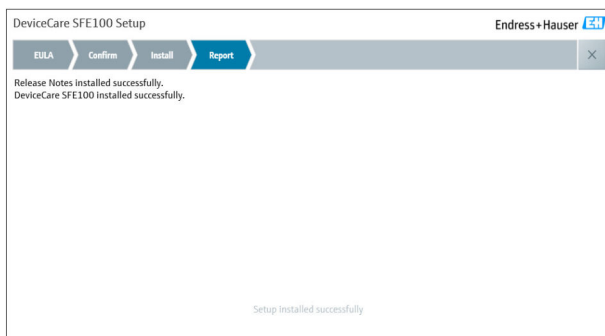 DeviceCare SFE100 Setup
Endress+Hauser EH
EULA
Confirm
Install
Report
Release Notes installed successfully.
DeviceCare SFE100 installed successfully.
Setup installed successfully